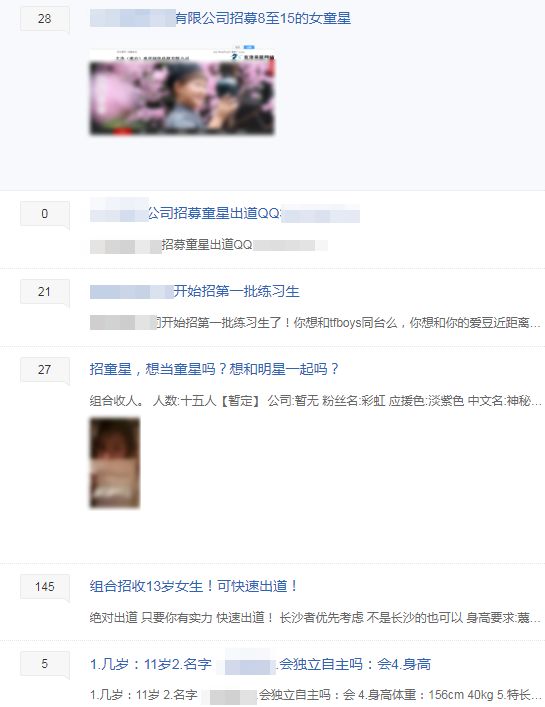 28
有限公司招募8至15的女童星
0
公司招募童星出道QQ
招募童星出道QQ
21
开始招第一批练习生
开始招第一批练习生了！你想和tfboys同台么，你想和你的爱豆近距离...
27
招童星，想当童星吗？想和明星一起吗？
组合收人。 人数:十五人【暂定】 公司:暂无 粉丝名:彩虹 应援色:淡紫色 中文名:神秘...
145
组合招收13岁女生！可快速出道！
绝对出道 只要你有实力 快速出道！ 长沙者优先考虑 不是长沙的也可以 身高要求:...
5
1.几岁：11岁2.名字 .会独立自主吗：会4.身高
1.几岁：11岁 2.名字 会独立自主吗：会 4.身高体重：156cm 40kg 5.特长...